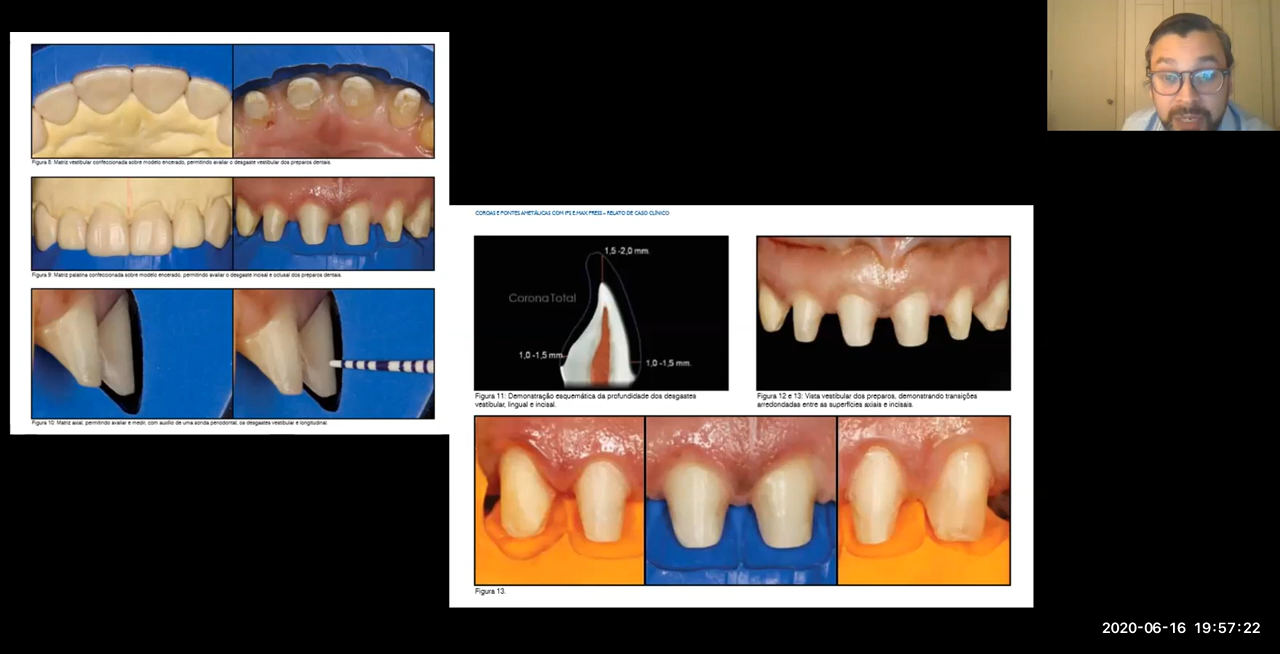 Figura 8: Matriz vestibular confeccionada sobre modelo encerado, permitindo avaliar o desgaste vestibular dos preparos dentais.
Figura 9: Matriz palatina confeccionada sobre modelo encerado, permitindo avaliar o desgaste incisal e oclusal dos preparos dentais.
Figura 10: Matriz axial, permitindo avaliar e medir, com auxílio de uma sonda periodontal, os desgastes vestibular e longitudinal.
COROAS E PONTES AMETÁLICAS COM IPS E.MAX PRESS – RELATO DE CASO CLÍNICO
1,5 -2,0 mm.
Corona Total
1,0 -1,5 mm.
1,0 -1,5 mm.
Figura 11: Demonstração esquemática da profundidade dos desgastes
vestibular, lingual e incisal.
Figura 12 e 13: Vista vestibular dos preparos, demonstrando transições
arredondadas entre as superfícies axiais e incisais.
Figura 13.
2020-06-16 19:57:22